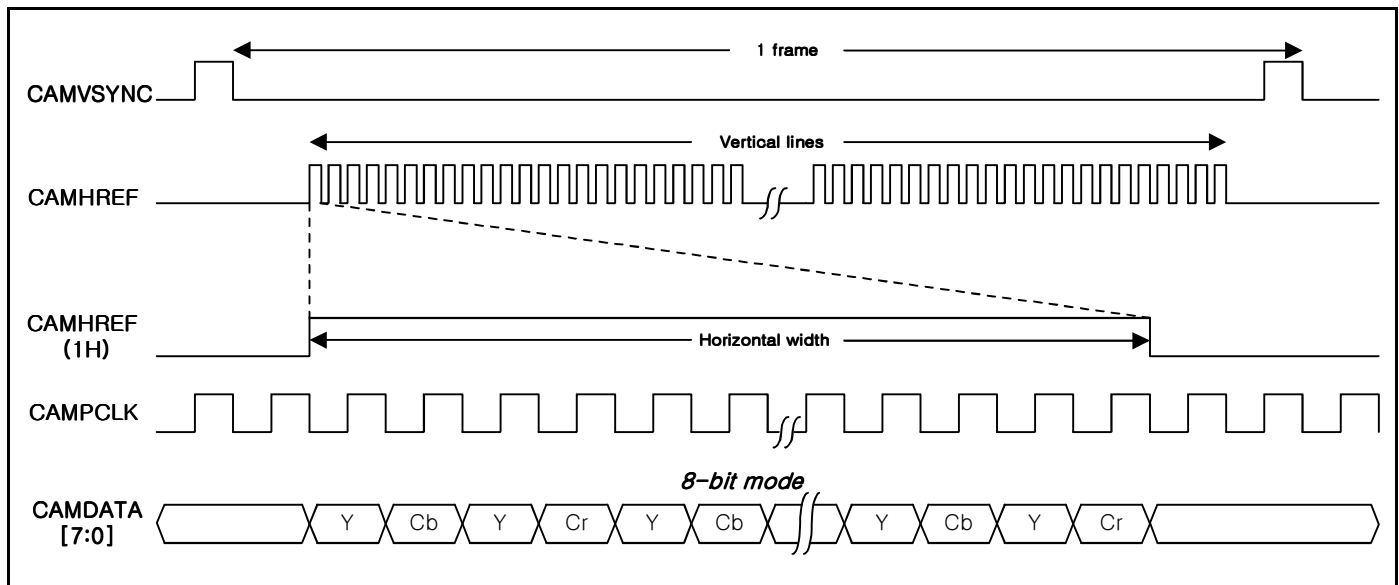 1 frame
CAMVSYNC
Vertical lines
CAMHREF
CAMHREF
(1H)
Horizontal width
CAMPCLK
8-bit mode
CAMDATA
[7:0]
Y Cb Y Cr Y Cb Y Cb Y Cr